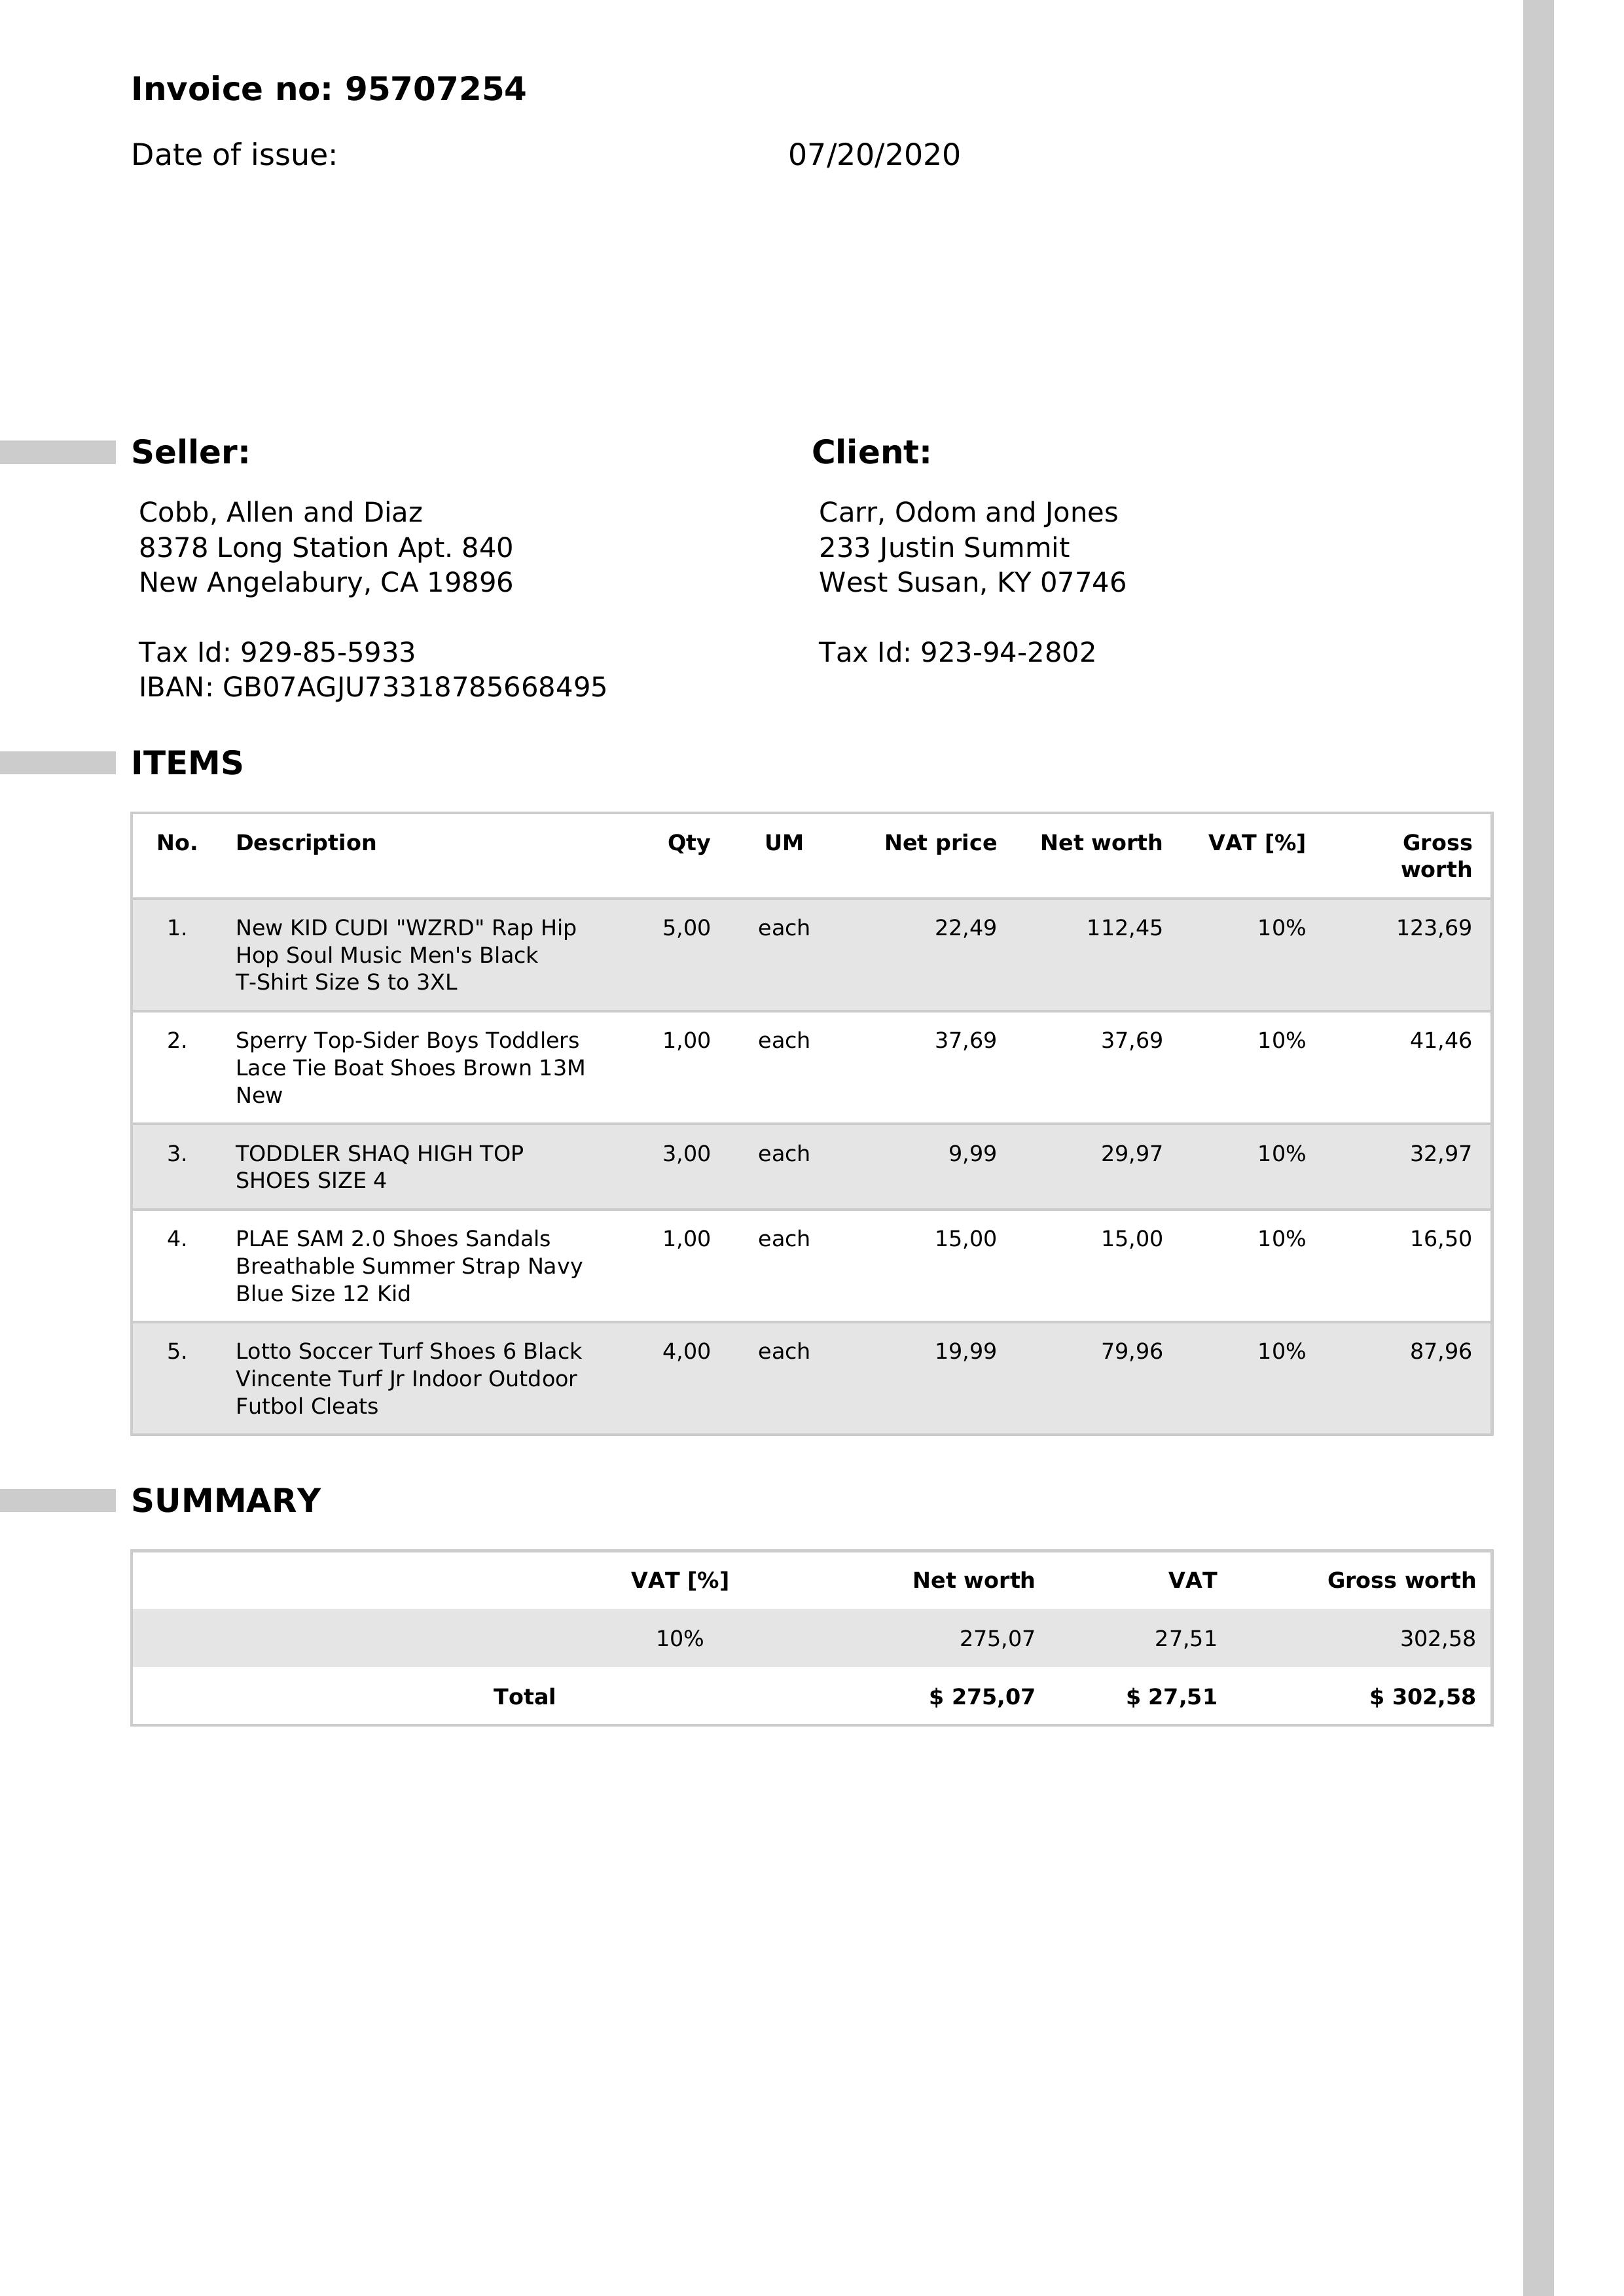 Invoice no: 95707254
Date of issue: 07/20/2020
Seller:
Cobb, Allen and Diaz
8378 Long Station Apt. 840
New Angelabury, CA 19896
Tax Id: 929-85-5933
IBAN: GB07AGJU73318785668495
Client:
Carr, Odom and Jones
233 Justin Summit
West Susan, KY 07746
Tax Id: 923-94-2802
ITEMS
No. Description Qty UM Net price Net worth VAT [%] Gross
worth
1. New KID CUDI "WZRD" Rap Hip 5,00 each 22,49 112,45 10% 123,69
Hop Soul Music Men's Black
T-Shirt Size S to 3XL
2. Sperry Top-Sider Boys Toddlers 1,00 each 37,69 37,69 10% 41,46
Lace Tie Boat Shoes Brown 13M
New
3. TODDLER SHAQ HIGH TOP 3,00 each 9,99 29,97 10% 32,97
SHOES SIZE 4
4. PLAE SAM 2.0 Shoes Sandals 1,00 each 15,00 15,00 10% 16,50
Breathable Summer Strap Navy
Blue Size 12 Kid
5. Lotto Soccer Turf Shoes 6 Black 4,00 each 19,99 79,96 10% 87,96
Vincente Turf Jr Indoor Outdoor
Futbol Cleats
SUMMARY
VAT [%] Net worth VAT Gross worth
10% 275,07 27,51 302,58
Total $ 275,07 $ 27,51 $ 302,58